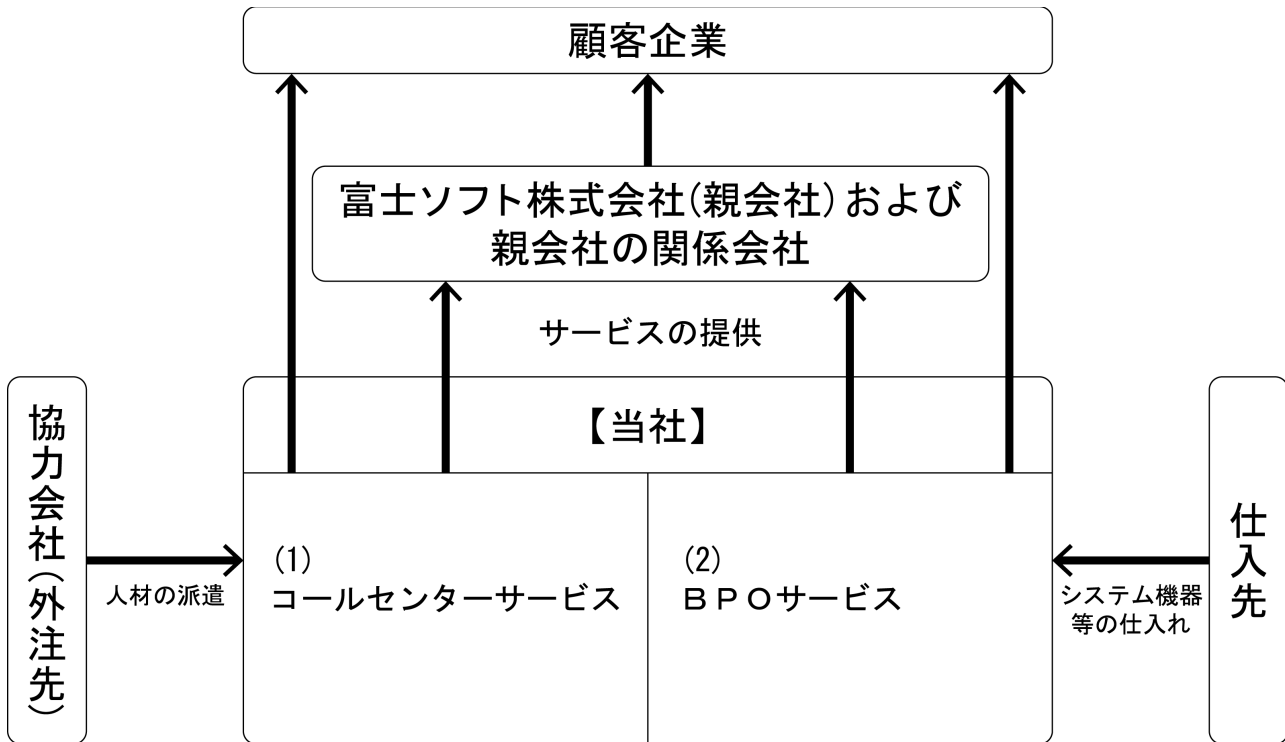 顧客企業
富士ソフト株式会社(親会社)および
親会社の関係会社
サービスの提供
【当社】
協力会社(外注先)
人材の派遣
(1)
コールセンターサービス
(2)
ＢＰＯサービス
システム機器
等の仕入れ
仕入先